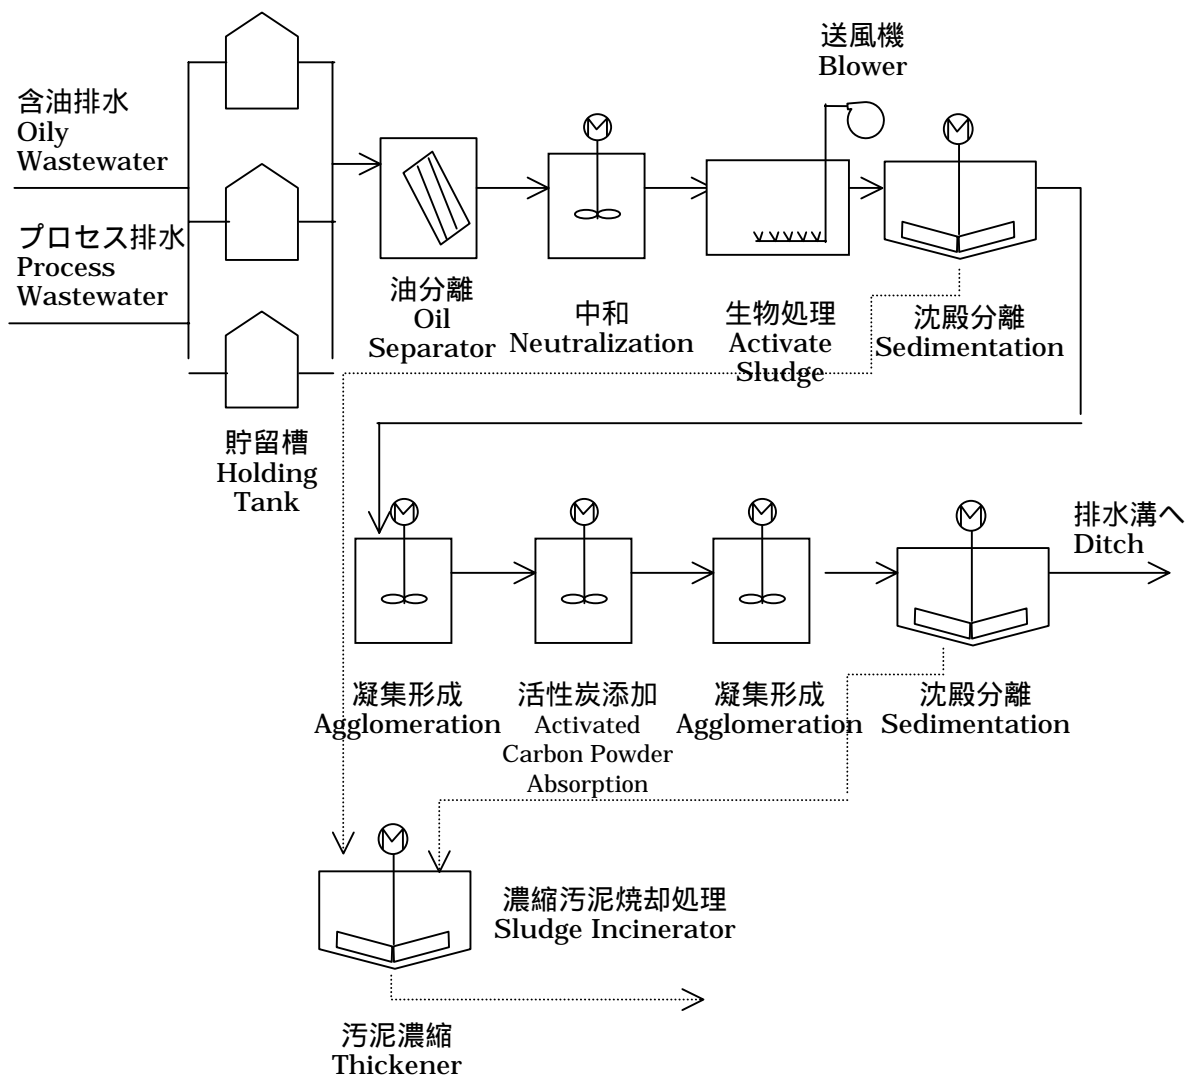 送風機
Blower
含油排水
Oily
Wastewater
プロセス排水
Process
Wastewater
油分離
Oil
Separator
中和
Neutralization
生物処理
Activate
Sludge
沈殿分離
Sedimentation
貯留槽
Holding
Tank
排水溝へ
Ditch
凝集形成
Agglomeration
活性炭添加
Activated
Carbon Powder
Absorption
凝集形成
Agglomeration
沈殿分離
Sedimentation
濃縮汚泥焼却処理
Sludge Incinerator
汚泥濃縮
Thickener
M
M
M
M
M
M
M